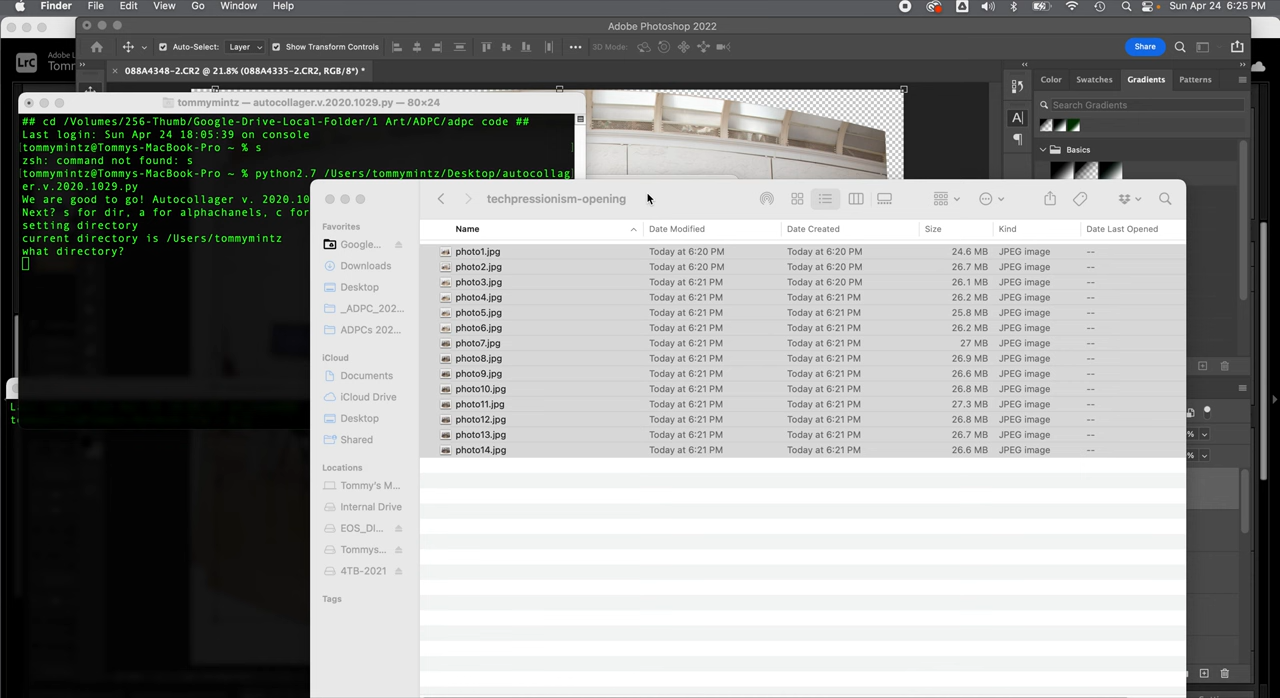 Finder File Edit View Go Window Help Sun Apr 24 6:25 PM
Adobe Photoshop 2022
Auto-Select: Layer Show Transform Controls 3D Mode: Share
LrC Adobe
088A4348-2.CR2 @ 21.8% (088A4335-2.CR2, RGB/8*) *
Color Swatches Gradients Patterns
Search Gradients
Basics
tommymintz — autocollager.v.2020.1029.py — 80×24
## cd /Volumes/256-Thumb/Google-Drive-Local-Folder/1 Art/ADPC/adpc code ##
Last login: Sun Apr 24 18:05:39 on console
tommymintz@Tommys-MacBook-Pro ~ % s
zsh: command not found: s
tommymintz@Tommys-MacBook-Pro ~ % python2.7 /Users/tommymintz/Desktop/autocollag
er.v.2020.1029.py
We are good to go! Autocollager v. 2020.10
Next? s for dir, a for alphachanels, c for
setting directory
current directory is /Users/tommymintz
what directory?
techpressionism-opening
Favorites
Google...
Downloads
Desktop
_ADPC_202...
ADPCs 202...
iCloud
Documents
iCloud Drive
Desktop
Shared
Locations
Tommy's M...
Internal Drive
EOS_DI...
Tommys...
4TB-2021
Tags
Name Date Modified Date Created Size Kind Date Last Opened
photo1.jpg Today at 6:20 PM Today at 6:20 PM 24.6 MB JPEG image --
photo2.jpg Today at 6:20 PM Today at 6:20 PM 26.7 MB JPEG image --
photo3.jpg Today at 6:21 PM Today at 6:20 PM 26.1 MB JPEG image --
photo4.jpg Today at 6:21 PM Today at 6:21 PM 26.2 MB JPEG image --
photo5.jpg Today at 6:21 PM Today at 6:21 PM 25.8 MB JPEG image --
photo6.jpg Today at 6:21 PM Today at 6:21 PM 26.2 MB JPEG image --
photo7.jpg Today at 6:21 PM Today at 6:21 PM 27 MB JPEG image --
photo8.jpg Today at 6:21 PM Today at 6:21 PM 26.9 MB JPEG image --
photo9.jpg Today at 6:21 PM Today at 6:21 PM 26.6 MB JPEG image --
photo10.jpg Today at 6:21 PM Today at 6:21 PM 26.8 MB JPEG image --
photo11.jpg Today at 6:21 PM Today at 6:21 PM 27.3 MB JPEG image --
photo12.jpg Today at 6:21 PM Today at 6:21 PM 26.8 MB JPEG image --
photo13.jpg Today at 6:21 PM Today at 6:21 PM 26.7 MB JPEG image --
photo14.jpg Today at 6:21 PM Today at 6:21 PM 26.6 MB JPEG image --